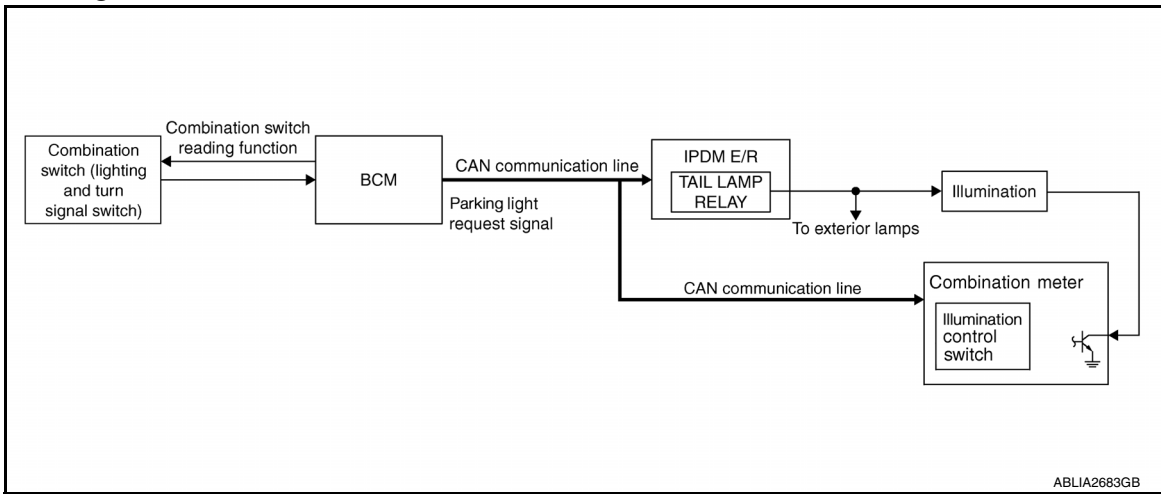 Combination switch
reading function
Combination
switch (lighting
and turn
signal switch)
BCM
CAN communication line
Parking light
request signal
IPDM E/R
TAIL LAMP
RELAY
To exterior lamps
Illumination
CAN communication line
Combination meter
Illumination
control
switch
ABLIA2683GB